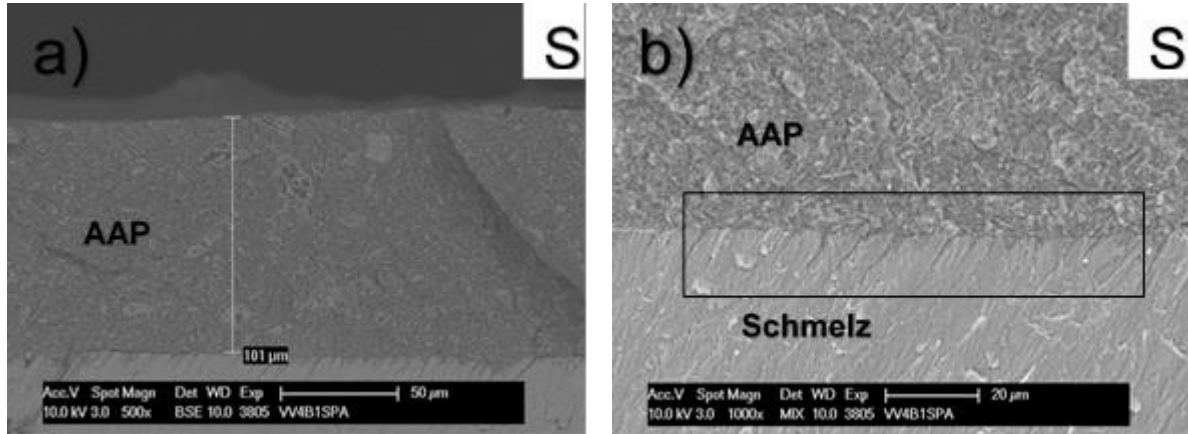 a)
S
AAP
101 µm
Acc.V Spot Magn Det WD Exp 50 µm
10.0 kV 3.0 500x BSE 10.0 3805 VV4B1SPA
b)
S
AAP
Schmelz
Acc.V Spot Magn Det WD Exp 20 µm
10.0 kV 3.0 1000x MIX 10.0 3805 VV4B1SPA